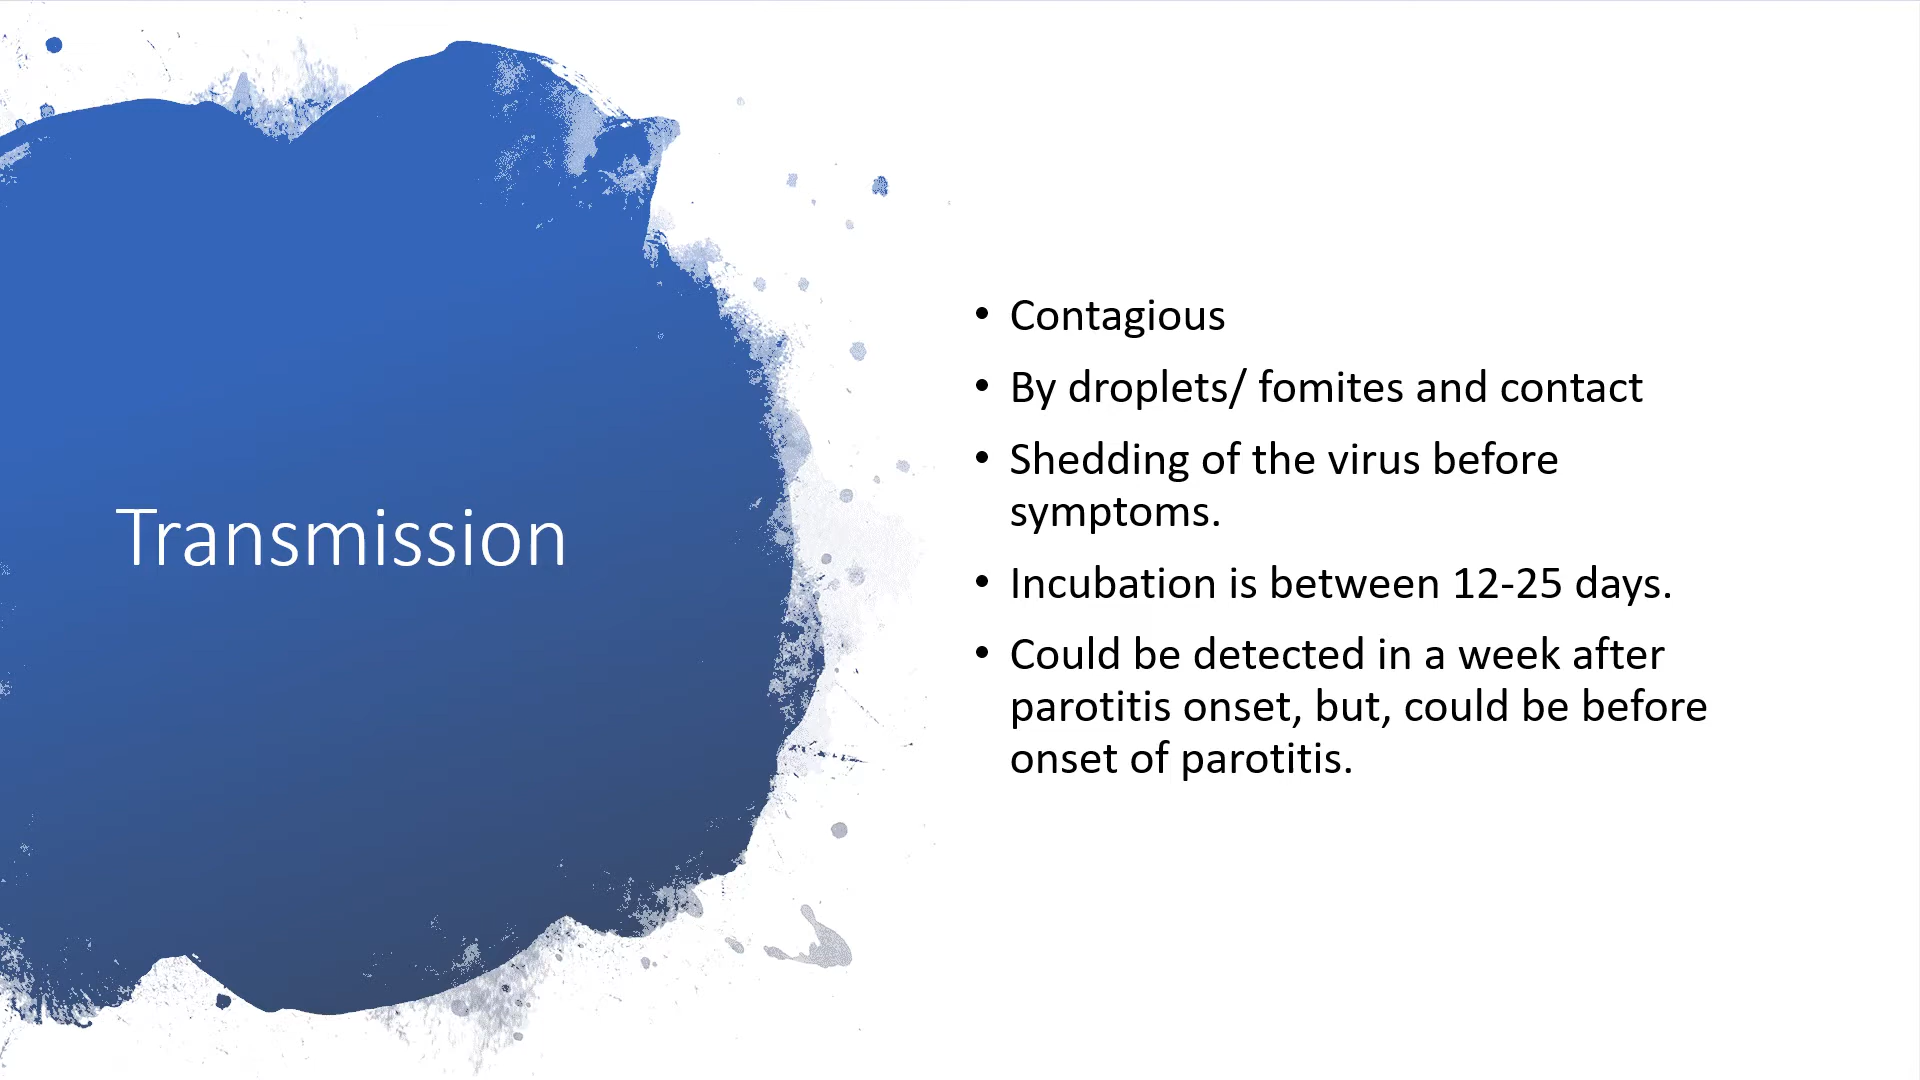 Transmission
• Contagious
• By droplets/ fomites and contact
• Shedding of the virus before
symptoms.
• Incubation is between 12-25 days.
• Could be detected in a week after
parotitis onset, but, could be before
onset of parotitis.